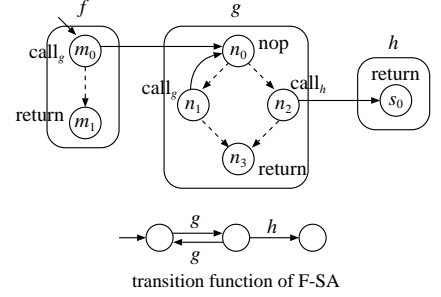 f g
h
call_g m_0 n_0 nop
return
call_g n_1 n_2 call_h s_0
return m_1
n_3 return
g h
g
transition function of F-SA